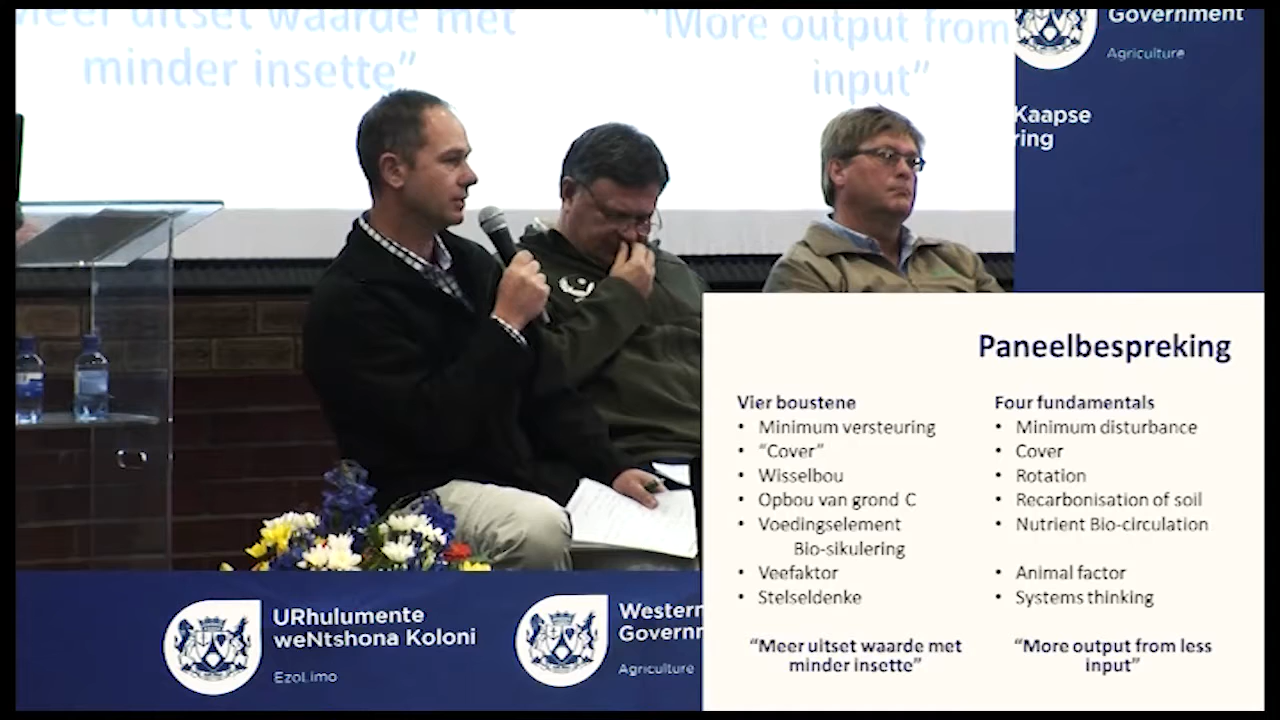 Meer uitset waarde met
minder insette”
“More output from
input”
Government
Agriculture
Kaapse
ring
Paneelbespreking
Vier boustene
• Minimum versteuring
• “Cover”
• Wisselbou
• Opbou van grond C
• Voedingselement
Bio-sikulering
• Veefaktor
• Stelseldenke
“Meer uitset waarde met
minder insette”
Four fundamentals
• Minimum disturbance
• Cover
• Rotation
• Recarbonisation of soil
• Nutrient Bio-circulation
• Animal factor
• Systems thinking
“More output from less
input”
URhulumente
weNtshona Koloni
EzoLimo
Western
Governm
Agriculture